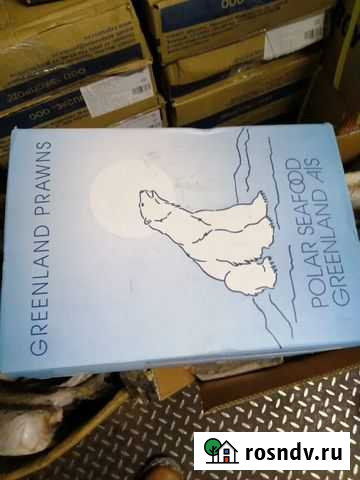 GREENLAND PRAWNS
POLAR SEAFOOD
GREENLAND A/S
rosndv.ru